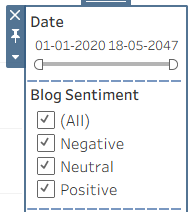 Date
01-01-2020 18-05-2047
Blog Sentiment
(All)
Negative
Neutral
Positive